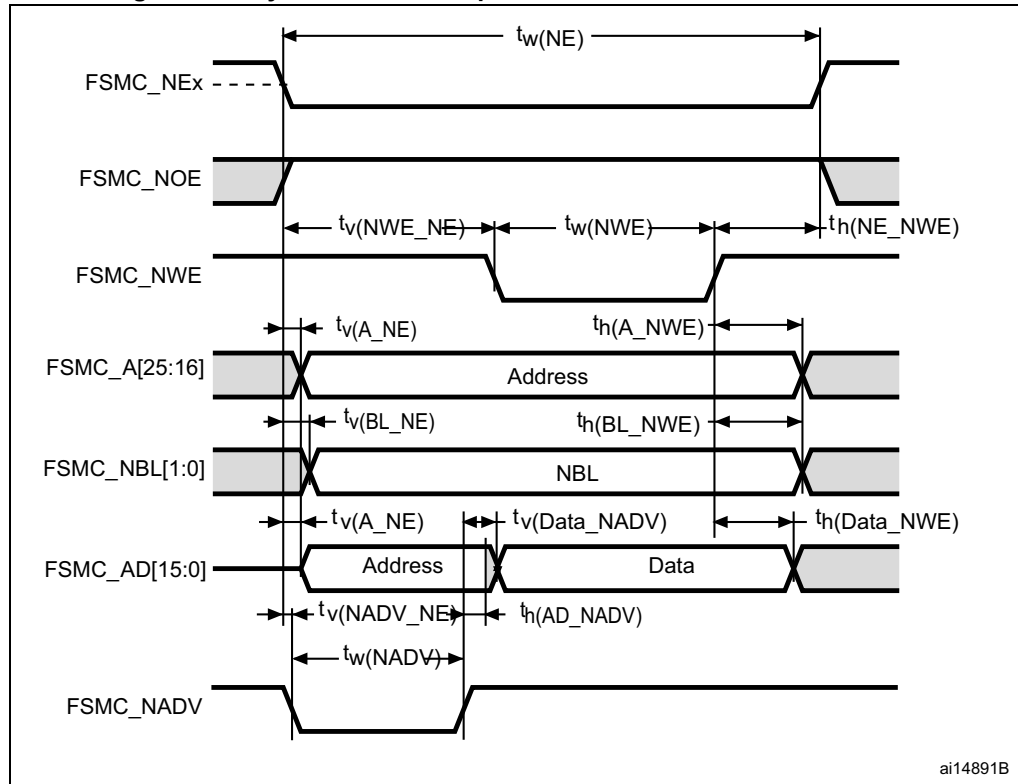 tw(NE)
FSMC_NEx
FSMC_NOE
tv(NWE_NE) tw(NWE) th(NE_NWE)
FSMC_NWE
tv(A_NE) th(A_NWE)
FSMC_A[25:16] Address
tv(BL_NE) th(BL_NWE)
FSMC_NBL[1:0] NBL
tv(A_NE) tv(Data_NADV) th(Data_NWE)
FSMC_AD[15:0] Address Data
tv(NADV_NE) th(AD_NADV)
tw(NADV)
FSMC_NADV
ai14891B